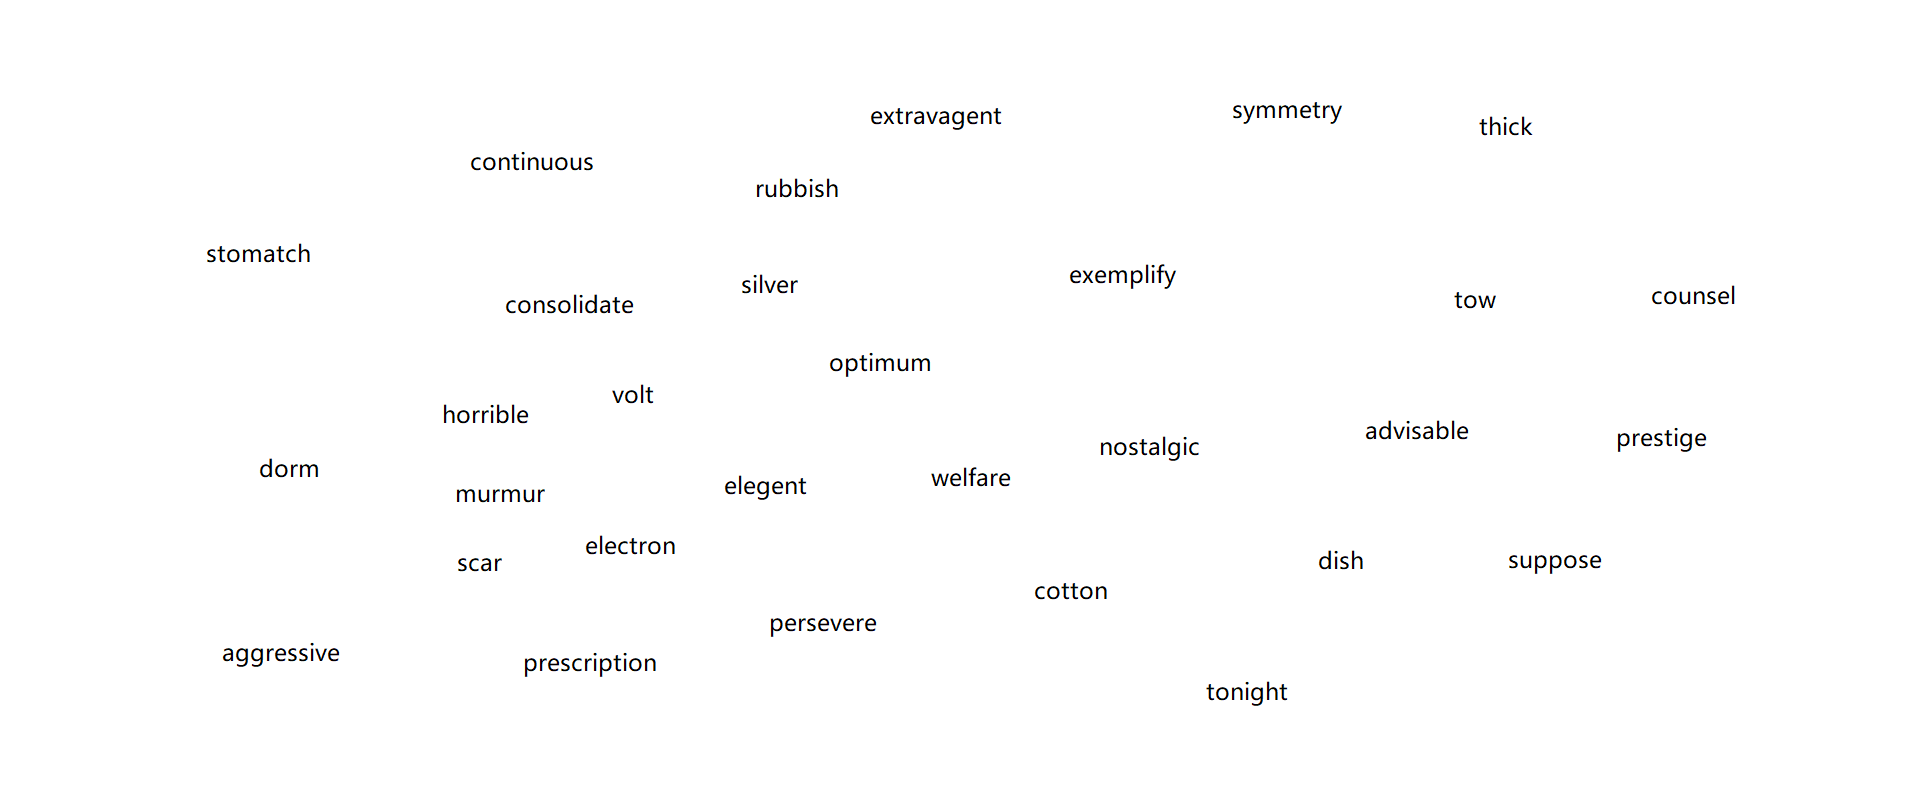 extravagent
symmetry
thick
continuous
rubbish
stomatch
consolidate
silver
exemplify
tow
counsel
optimum
volt
horrible
nostalgic
advisable
prestige
dorm
murmur
elegent
welfare
scar
electron
dish
suppose
cotton
persevere
aggressive
prescription
tonight